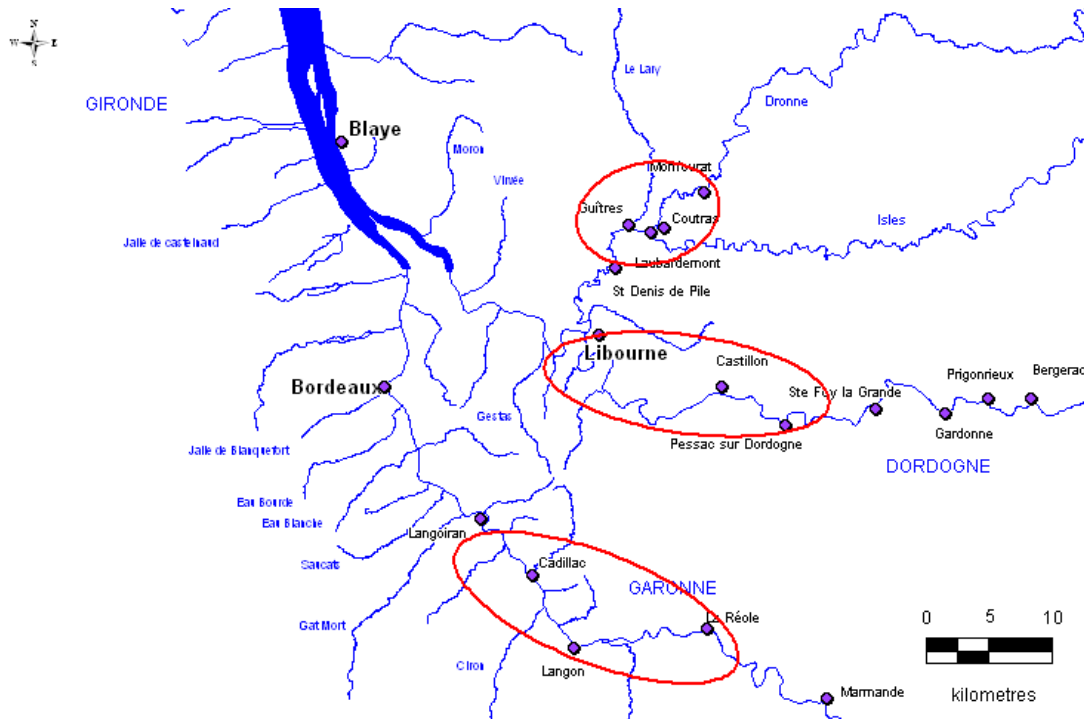 N
W E
S
Le Lary
GIRONDE
Dronne
Blaye
Moron
Virvée
Monfourat
Guîtres
Coutras
Isles
Jalle de castelnaud
Laubardemont
St Denis de Pile
Libourne
Castillon
Bordeaux
Ste Foy la Grande
Prigonrieux
Bergerac
Gestas
Gardonne
Jalle de Blanquefort
Pessac sur Dordogne
DORDOGNE
Eau Bourde
Eau Blanche
Langoiran
Saucats
Cadillac
GARONNE
La Réole
0 5 10
Gat Mort
Ciron
Langon
Marmande
kilometres